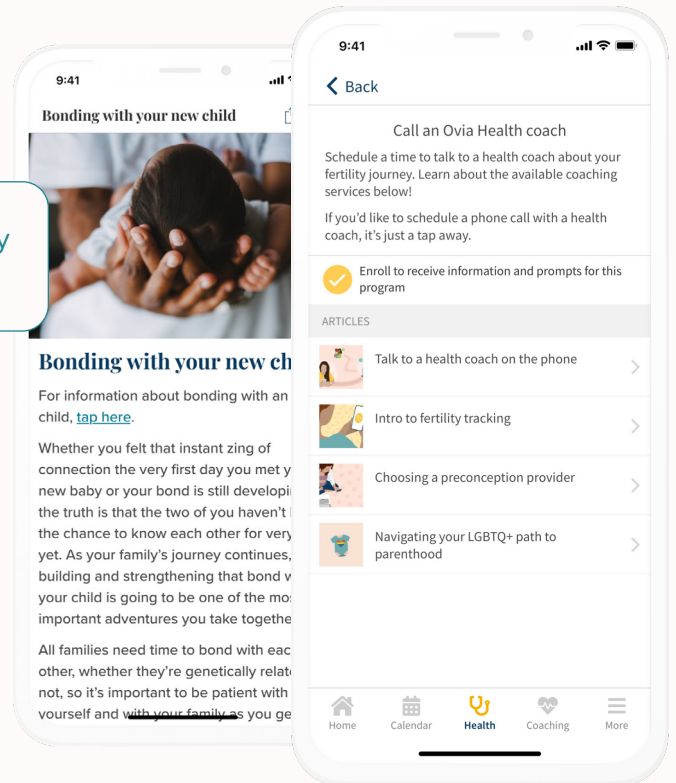 9:41
Bonding with your new child
Bonding with your new ch
For information about bonding with an
child, tap here.
Whether you felt that instant zing of
connection the very first day you met y
new baby or your bond is still developi
the truth is that the two of you haven't
the chance to know each other for very
yet. As your family's journey continues,
building and strengthening that bond w
your child is going to be one of the mo
important adventures you take togethe
All families need time to bond with eac
other, whether they're genetically relat
not, so it's important to be patient with
yourself and with your family as you ge
9:41
Back
Call an Ovia Health coach
Schedule a time to talk to a health coach about your
fertility journey. Learn about the available coaching
services below!
If you'd like to schedule a phone call with a health
coach, it's just a tap away.
Enroll to receive information and prompts for this
program
ARTICLES
Talk to a health coach on the phone
Intro to fertility tracking
Choosing a preconception provider
Navigating your LGBTQ+ path to
parenthood
Home
Calendar
Health
Coaching
More